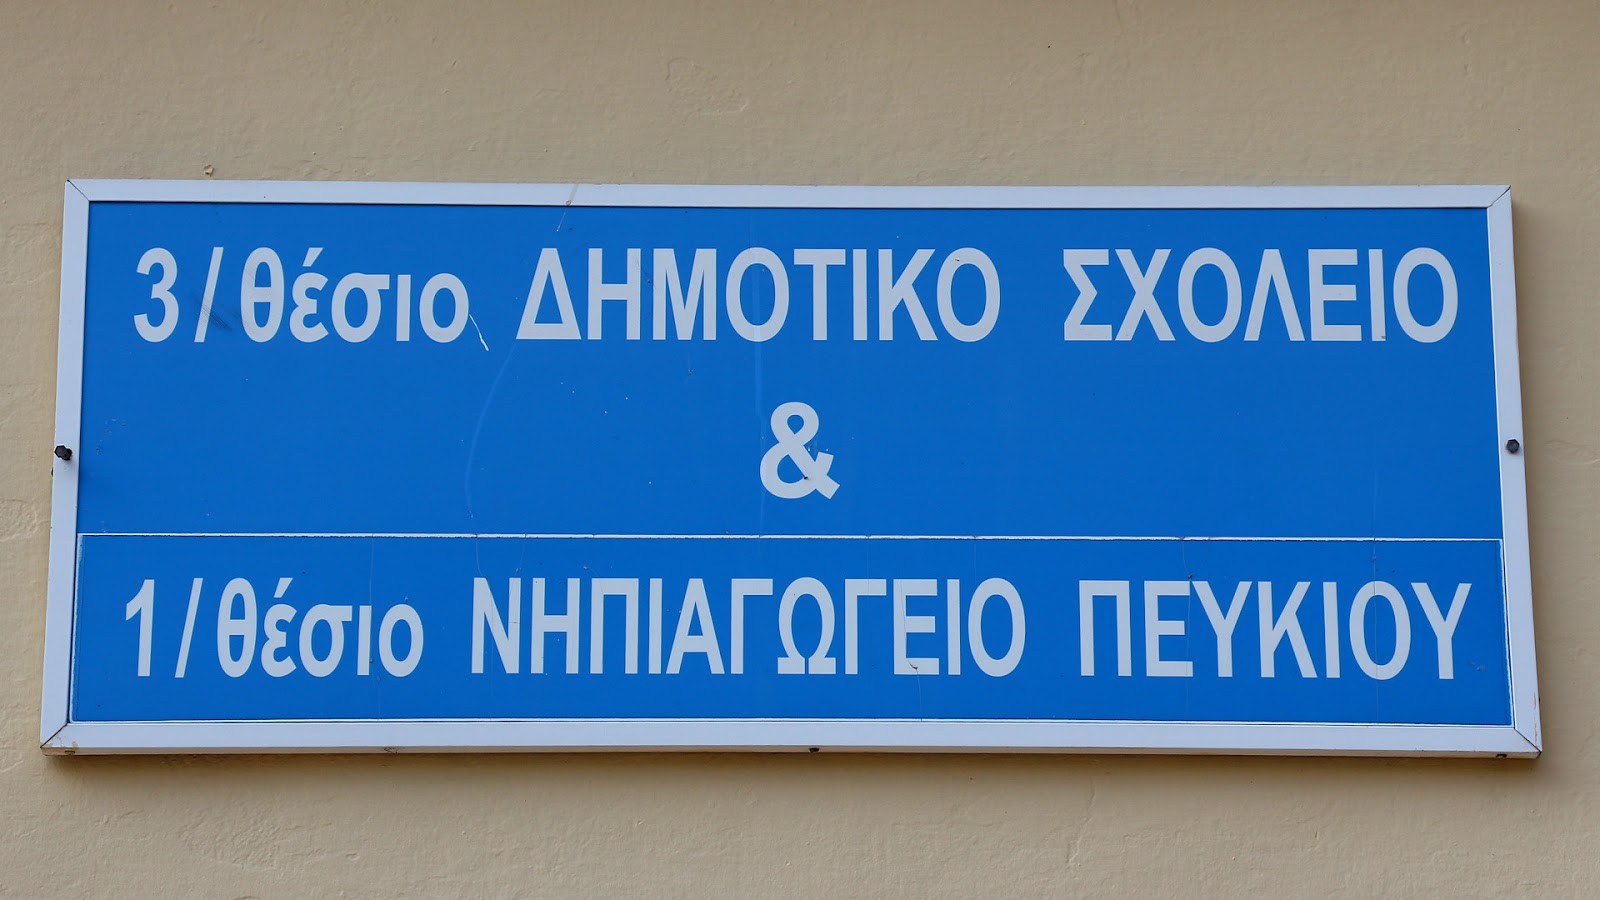 3/θέσιο ΔΗΜΟΤΙΚΟ ΣΧΟΛΕΙΟ
&
1/θέσιο ΝΗΠΙΑΓΩΓΕΙΟ ΠΕΥΚΙΟΥ